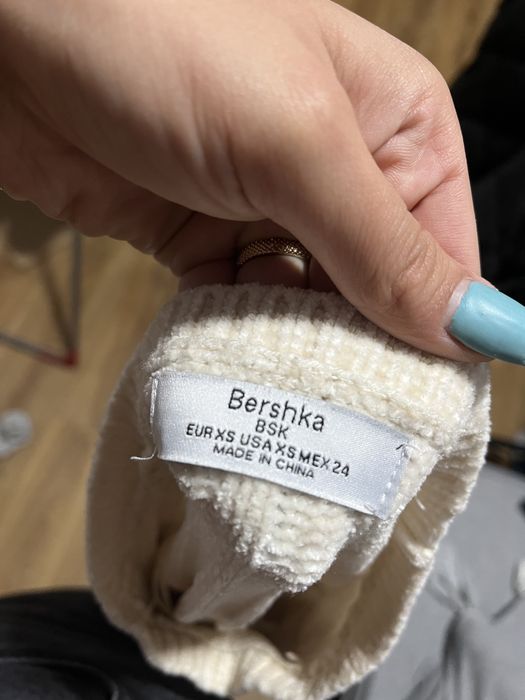 Bershka
BSK
EUR XS USA XS MEX 24
MADE IN CHINA